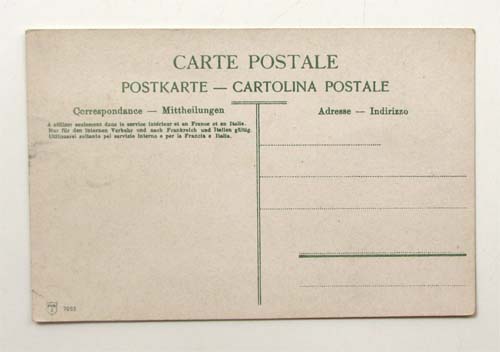 CARTE POSTALE
POSTKARTE — CARTOLINA POSTALE
Correspondance — Mittheilungen
Adresse — Indirizzo
A utiliser seulement dans le service intérieur et en France et en Italie.
Nur für den internen Verkehr und nach Frankreich und Italien gültig.
Utilizzarsi soltanto pel servizio interno e per la Francia e Italia.
7053